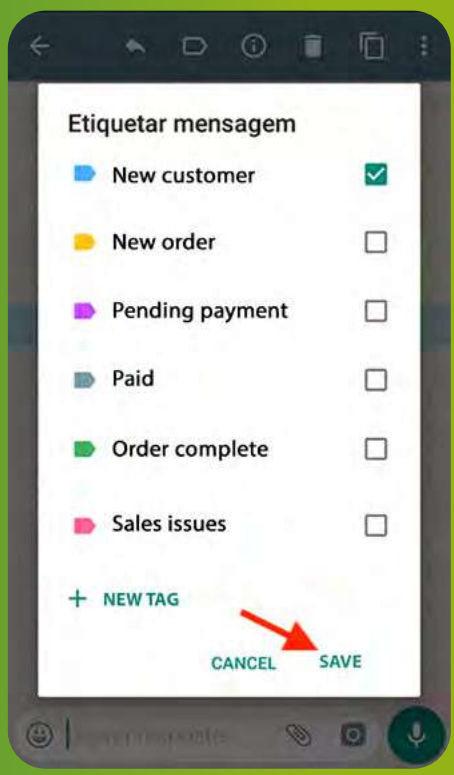 Etiquetar mensagem
New customer
New order
Pending payment
Paid
Order complete
Sales issues
+ NEW TAG
CANCEL SAVE